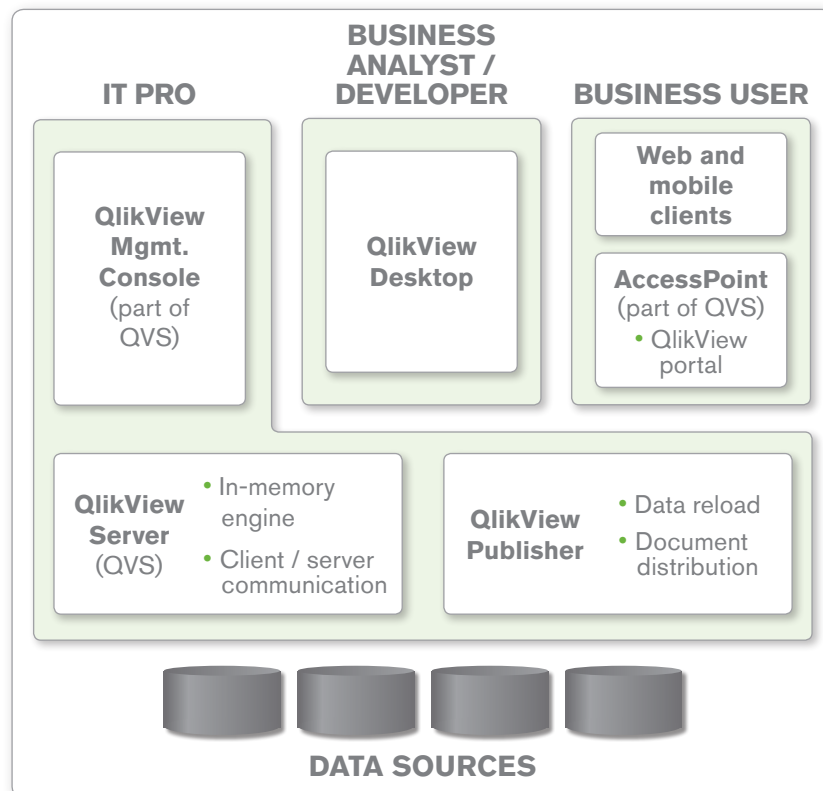 IT PRO
BUSINESS
ANALYST /
DEVELOPER
BUSINESS USER
QlikView
Mgmt.
Console
(part of
QVS)
QlikView
Desktop
Web and
mobile
clients
AccessPoint
(part of QVS)
• QlikView
portal
QlikView
Server
(QVS)
• In-memory
engine
• Client / server
communication
QlikView
Publisher
• Data reload
• Document
distribution
DATA SOURCES